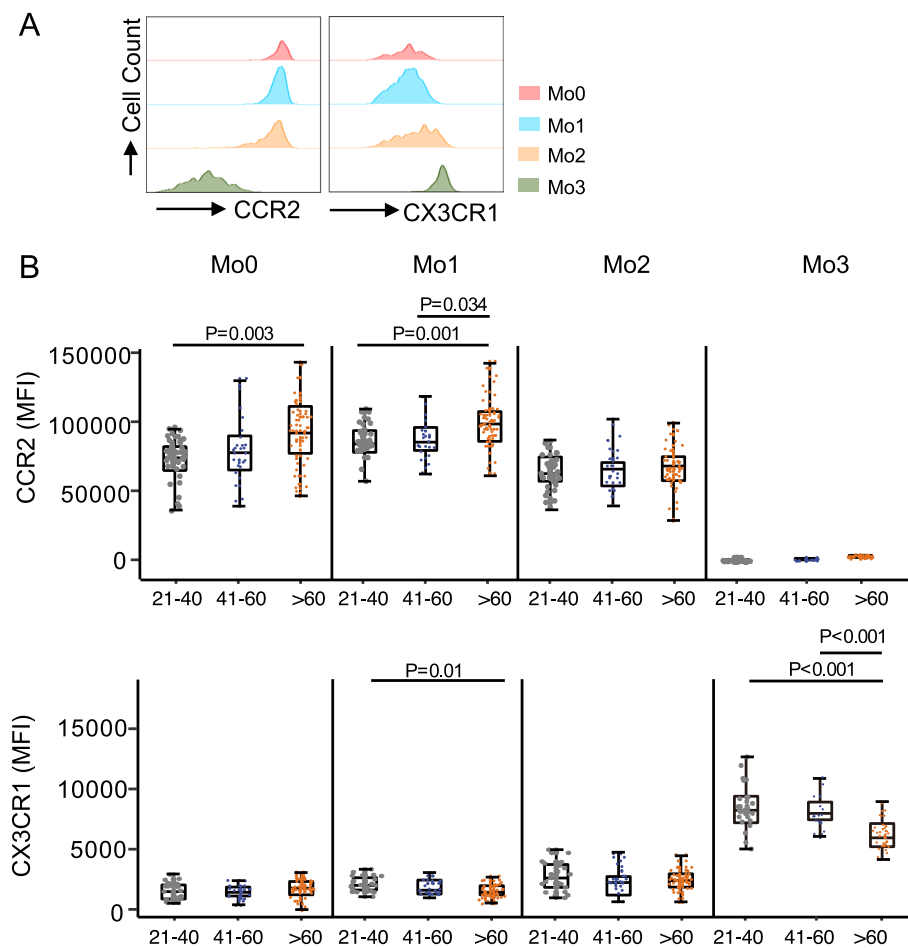 A
Cell Count
CCR2
CX3CR1
Mo0
Mo1
Mo2
Mo3
B
Mo0 Mo1 Mo2 Mo3
P=0.034
P=0.003 P=0.001
CCR2 (MFI)
150000
100000
50000
0
21-40 41-60 >60 21-40 41-60 >60 21-40 41-60 >60 21-40 41-60 >60
P<0.001
P=0.01 P<0.001
CX3CR1 (MFI)
15000
10000
5000
0
21-40 41-60 >60 21-40 41-60 >60 21-40 41-60 >60 21-40 41-60 >60